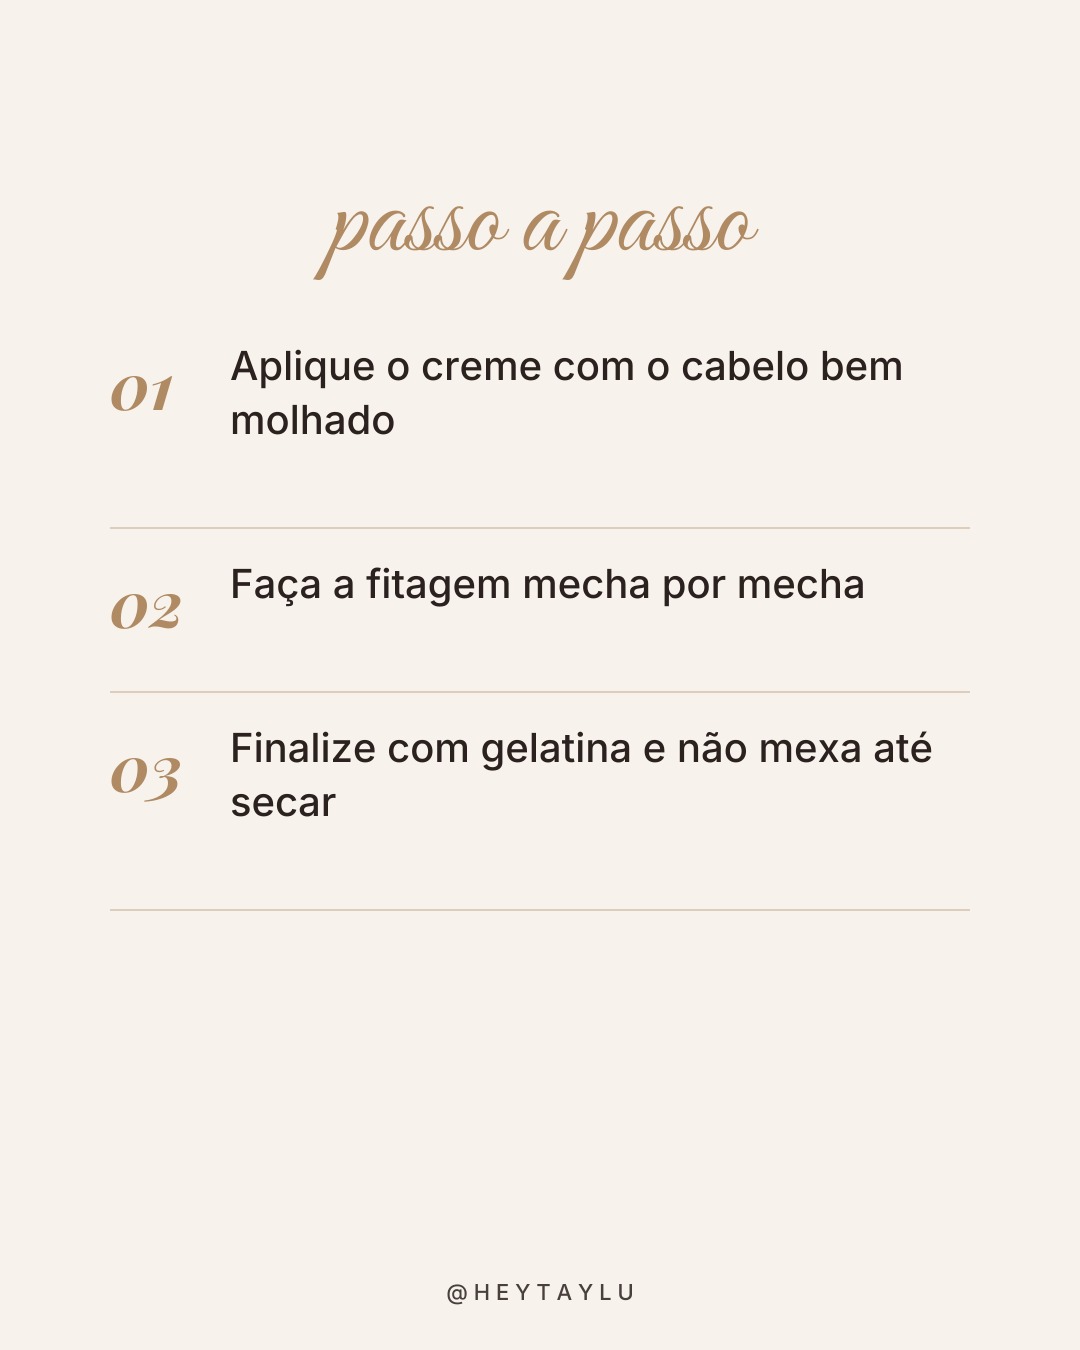 passo a passo
01
Aplique o creme com o cabelo bem
molhado
02
Faça a fitagem mecha por mecha
03
Finalize com gelatina e não mexa até
secar
@HEYTAYLU